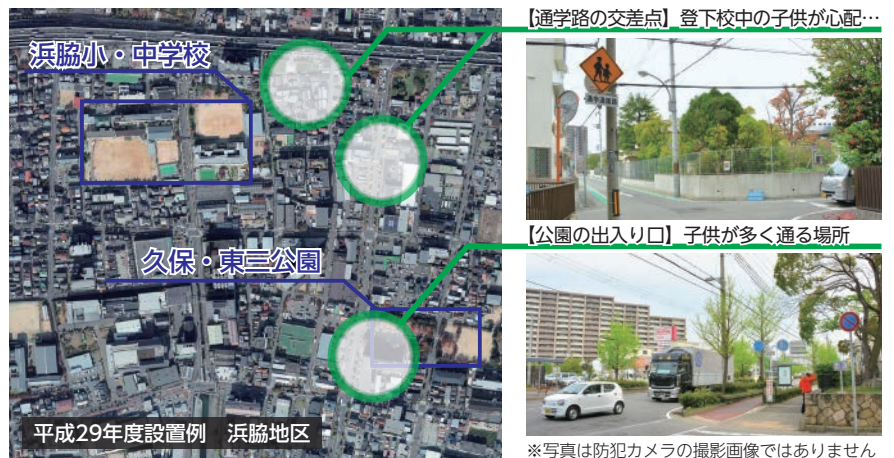 浜脇小・中学校
久保・東三公園
平成29年度設置例　浜脇地区
【通学路の交差点】登下校中の子供が心配…
【公園の出入り口】子供が多く通る場所
※写真は防犯カメラの撮影画像ではありません